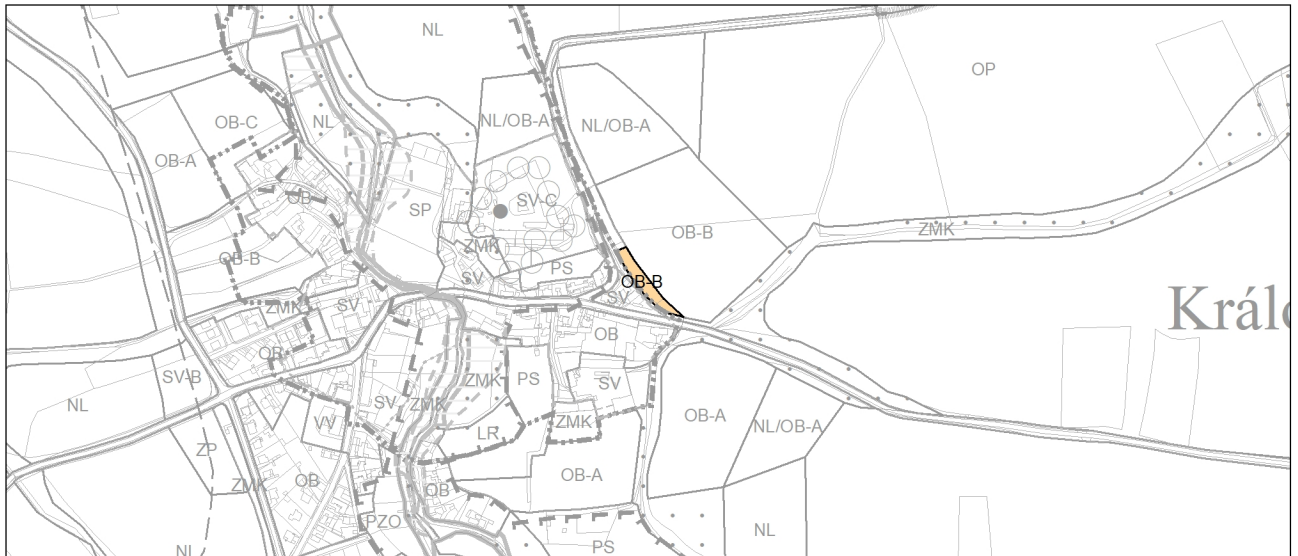 NL
OP
OB-C
NL
NL/OB-A
NL/OB-A
OB-A
OB
SP
SV-C
OB-B
ZMK
ZMK
OB-B
SV
PS
OB-B
ZMK
SV
SV
OB
OB
SV-B
PS
SV
NL
ZMK
SV
ZMK
OB-A
VV
ZMK
NL/OB-A
LR
ZP
OB-A
ZMK
OB
OB
PZO
NL
NL
PS